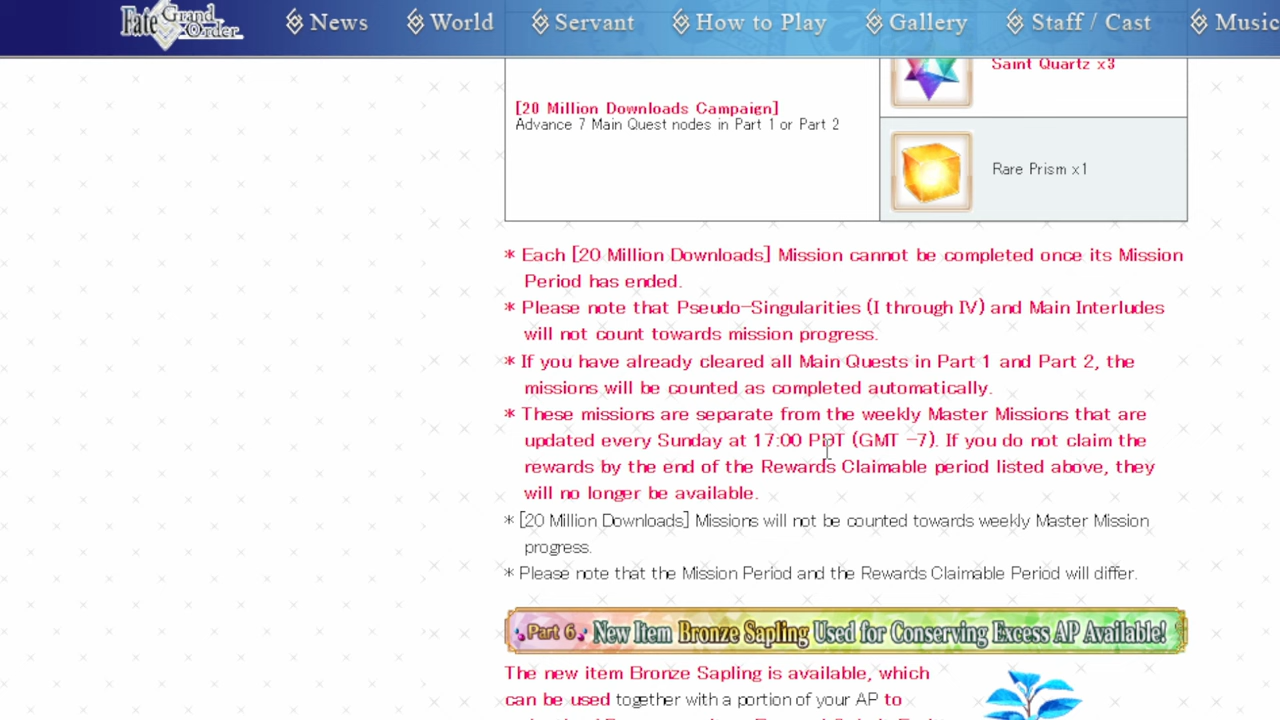 Fate Grand Order
News
World
Servant
How to Play
Gallery
Staff / Cast
Music
Saint Quartz x3
[20 Million Downloads Campaign]
Advance 7 Main Quest nodes in Part 1 or Part 2
Rare Prism x1
* Each [20 Million Downloads] Mission cannot be completed once its Mission
Period has ended.
* Please note that Pseudo-Singularities (I through IV) and Main Interludes
will not count towards mission progress.
* If you have already cleared all Main Quests in Part 1 and Part 2, the
missions will be counted as completed automatically.
* These missions are separate from the weekly Master Missions that are
updated every Sunday at 17:00 PDT (GMT -7). If you do not claim the
rewards by the end of the Rewards Claimable period listed above, they
will no longer be available.
* [20 Million Downloads] Missions will not be counted towards weekly Master Mission
progress.
* Please note that the Mission Period and the Rewards Claimable Period will differ.
Part 6 New Item Bronze Sapling Used for Conserving Excess AP Available!
The new item Bronze Sapling is available, which
can be used together with a portion of your AP to